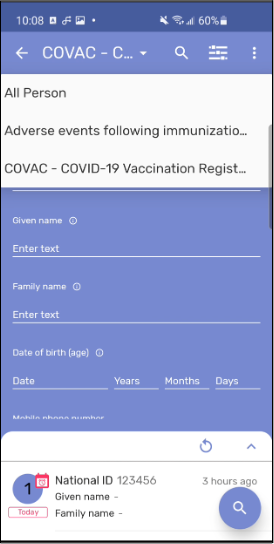 10:08 60%
COVAC - C...
All Person
Adverse events following immunizatio...
COVAC - COVID-19 Vaccination Regist...
Given name
Enter text
Family name
Enter text
Date of birth (age)
Date Years Months Days
Mobile phone number
1 National ID 123456 3 hours ago
Given name -
Today Family name -